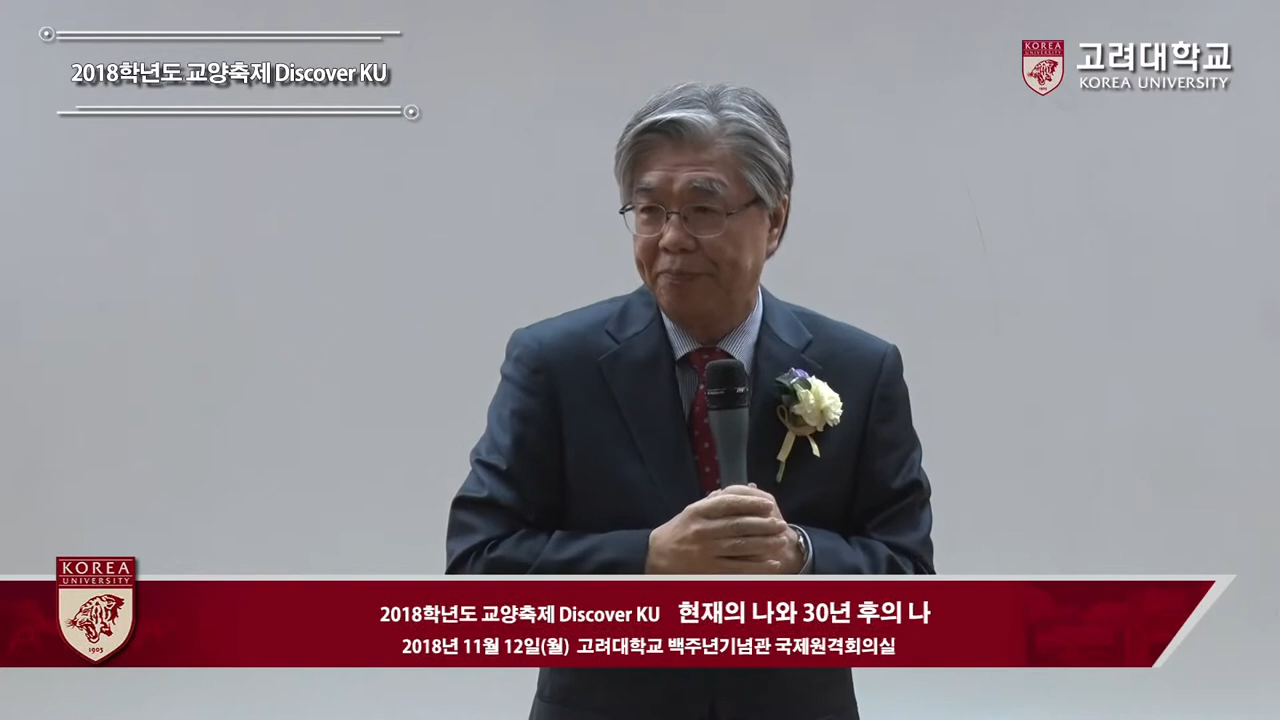 2018학년도 교양축제 Discover KU
KOREA
UNIVERSITY
1905
고려대학교
KOREA UNIVERSITY
KOREA
UNIVERSITY
1905
2018학년도 교양축제 Discover KU 현재의 나와 30년 후의 나
2018년 11월 12일(월) 고려대학교 백주년기념관 국제원격회의실